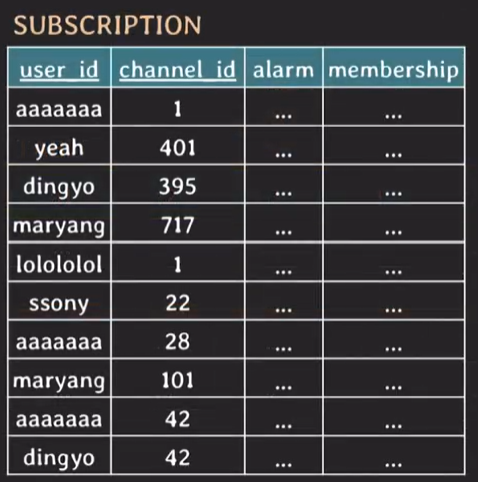 SUBSCRIPTION
user_id channel_id alarm membership
aaaaaaa 1 ... ...
yeah 401 ... ...
dingyo 395 ... ...
maryang 717 ... ...
lolololol 1 ... ...
ssony 22 ... ...
aaaaaaa 28 ... ...
maryang 101 ... ...
aaaaaaa 42 ... ...
dingyo 42 ... ...